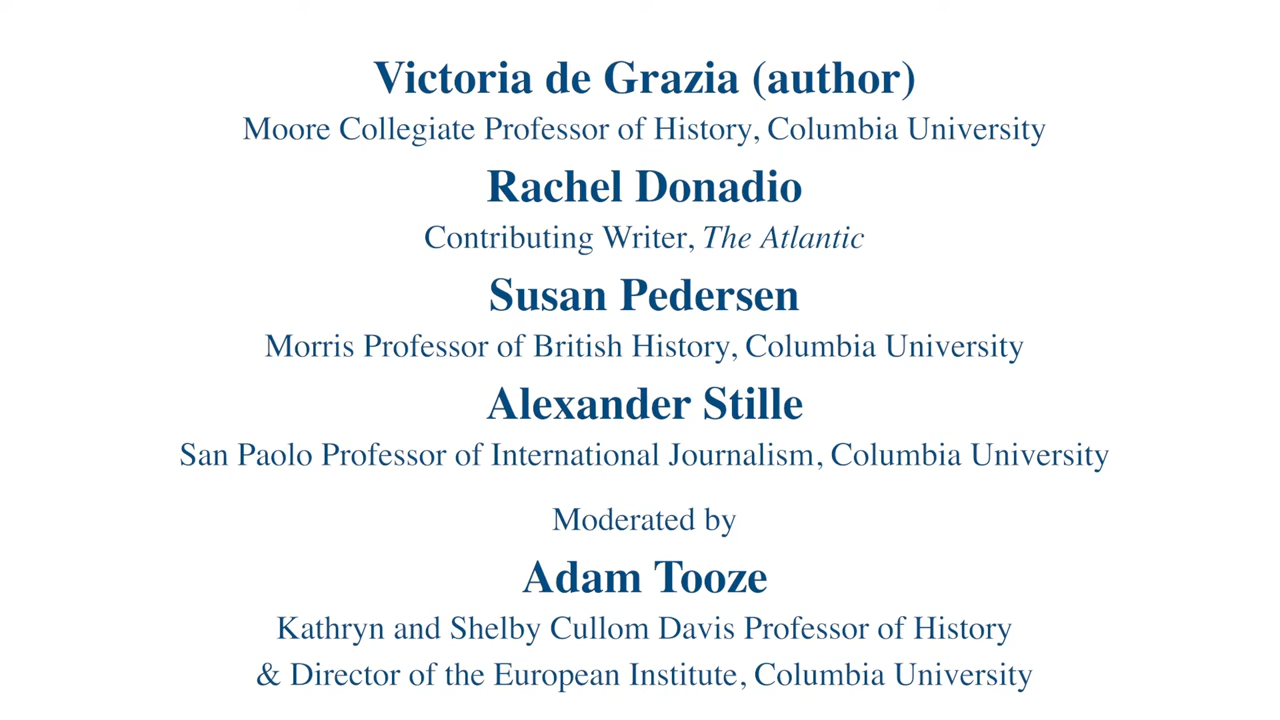 Victoria de Grazia (author)
Moore Collegiate Professor of History, Columbia University
Rachel Donadio
Contributing Writer, The Atlantic
Susan Pedersen
Morris Professor of British History, Columbia University
Alexander Stille
San Paolo Professor of International Journalism, Columbia University
Moderated by
Adam Tooze
Kathryn and Shelby Cullom Davis Professor of History
& Director of the European Institute, Columbia University